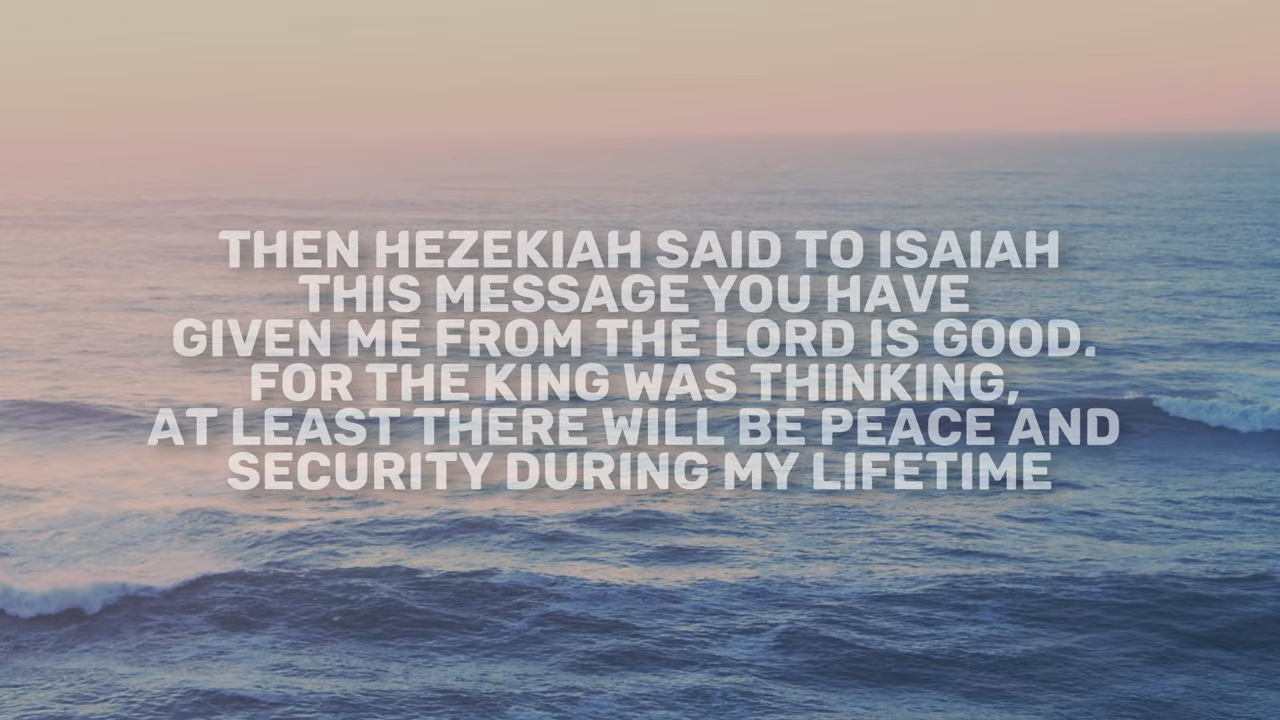 THEN HEZEKIAH SAID TO ISAIAH
THIS MESSAGE YOU HAVE
GIVEN ME FROM THE LORD IS GOOD.
FOR THE KING WAS THINKING,
AT LEAST THERE WILL BE PEACE AND
SECURITY DURING MY LIFETIME